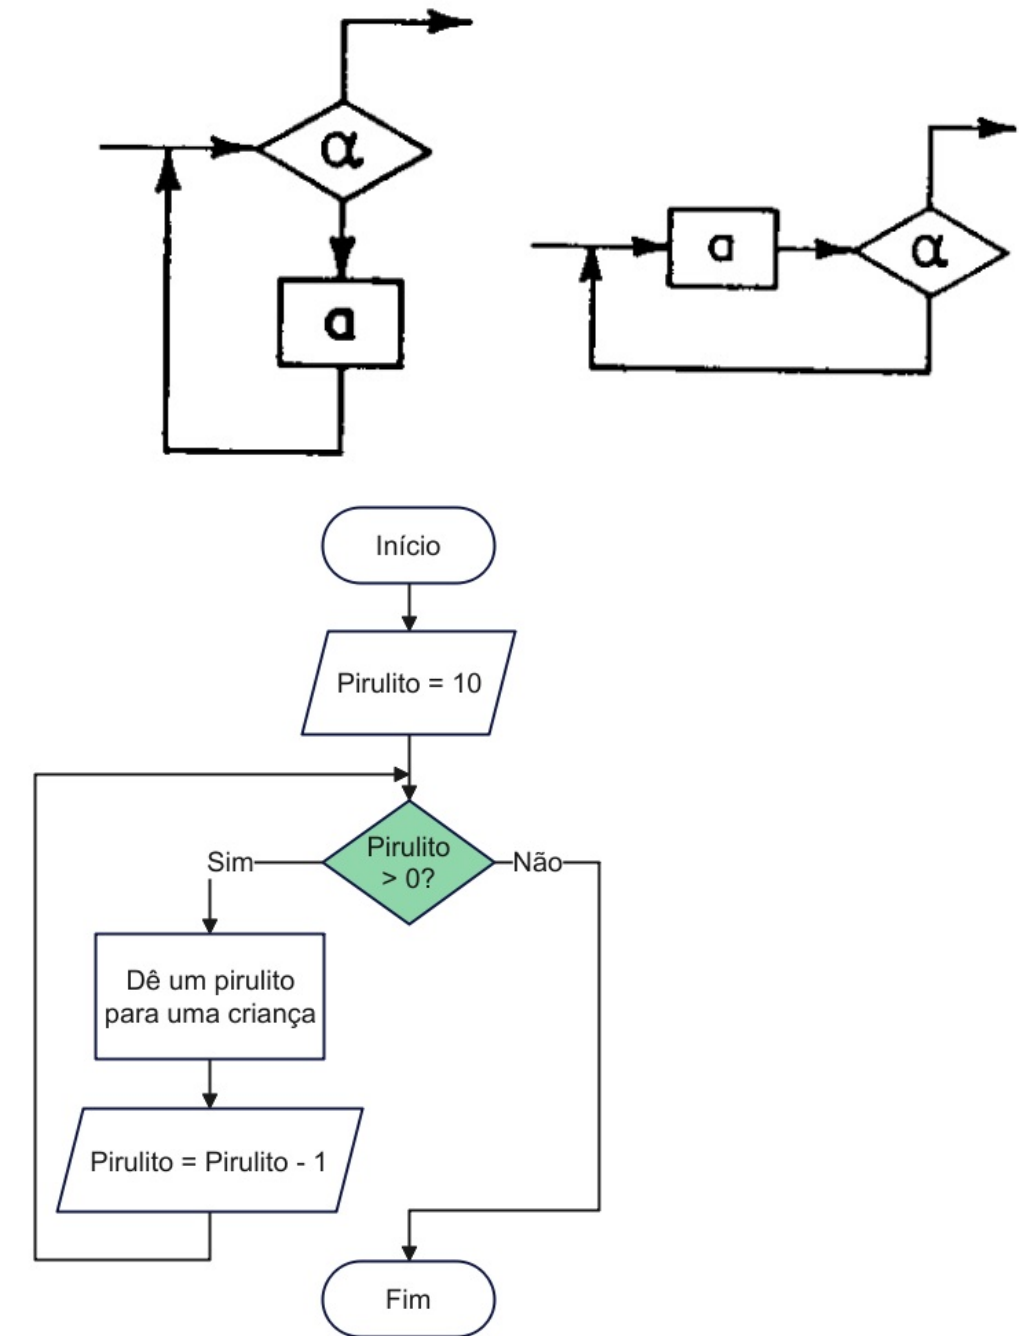 α
a
a
α
Início
Pirulito = 10
Pirulito
> 0?
Sim
Não
Dê um pirulito
para uma criança
Pirulito = Pirulito - 1
Fim